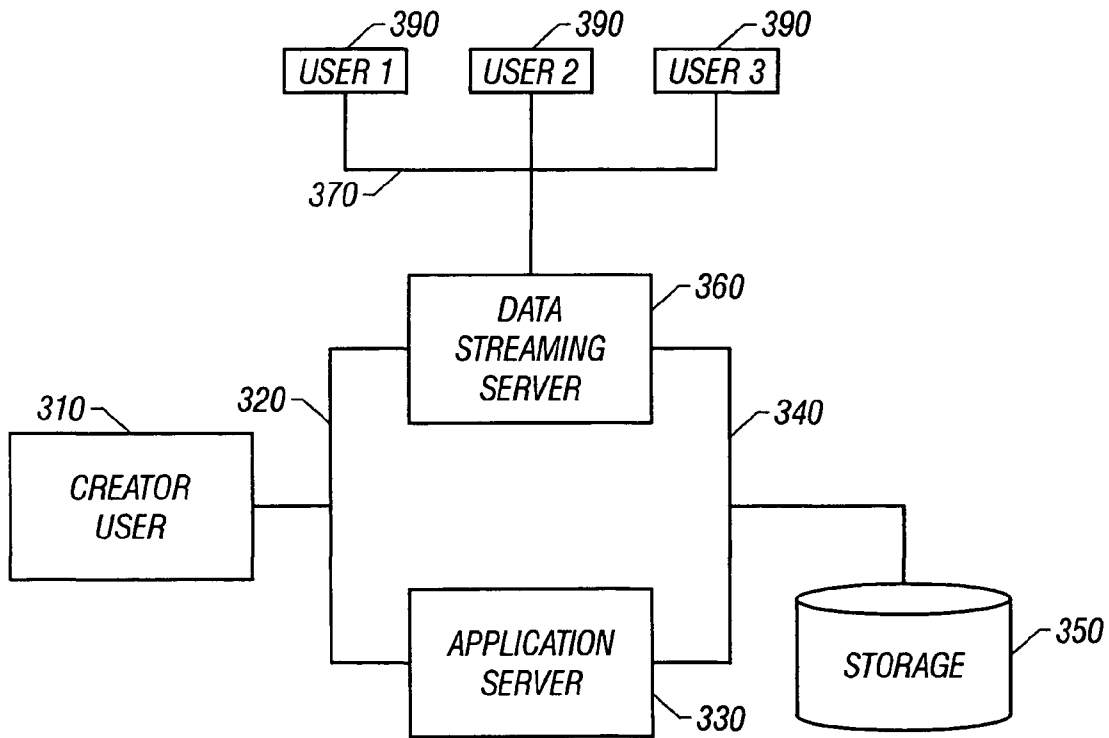 390 390 390
USER 1 USER 2 USER 3
370
DATA
STREAMING
SERVER
360
310
320
340
CREATOR
USER
APPLICATION
SERVER
330
STORAGE
350